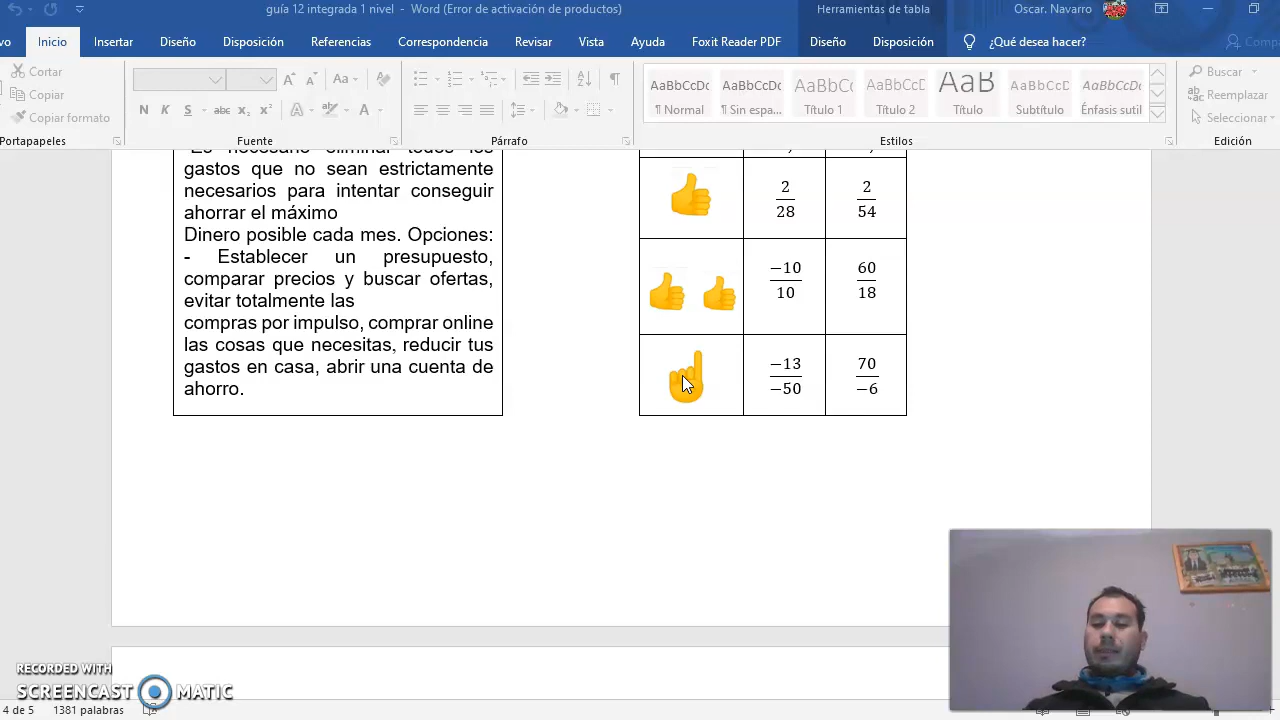 guía 12 integrada 1 nivel - Word (Error de activación de productos)
Herramientas de tabla
Oscar. Navarro
Inicio Insertar Diseño Disposición Referencias Correspondencia Revisar Vista Ayuda Foxit Reader PDF Diseño Disposición ¿Qué desea hacer?
Cortar
Copiar
Copiar formato
Portapapeles
Aa
N K S abc x₂ x² A A
Fuente
Párrafo
AaBbCcDc AaBbCcDc AaBbCc AaBbCcD AaB AaBbCcD AaBbCcDc
¶ Normal ¶ Sin espa... Título 1 Título 2 Título Subtítulo Énfasis sutil
Estilos
Buscar
Reemplazar
Seleccionar
Edición
gastos que no sean estrictamente
necesarios para intentar conseguir
ahorrar el máximo
Dinero posible cada mes. Opciones:
- Establecer un presupuesto,
comparar precios y buscar ofertas,
evitar totalmente las
compras por impulso, comprar online
las cosas que necesitas, reducir tus
gastos en casa, abrir una cuenta de
ahorro.
2/28 2/54
−10/10 60/18
−13/−50 70/−6
RECORDED WITH
SCREENCAST MATIC
4 de 5 1381 palabras